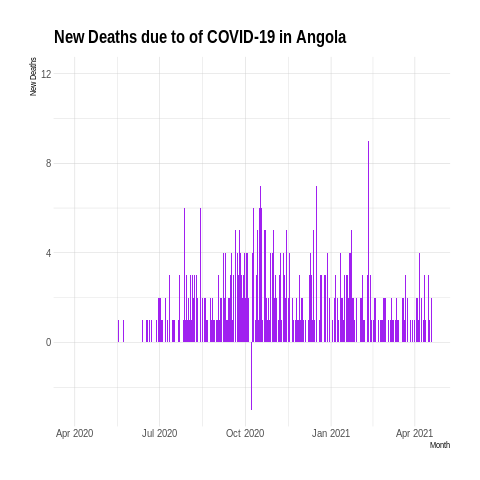 New Deaths due to of COVID-19 in Angola
New Deaths
12
8
4
0
Apr 2020 Jul 2020 Oct 2020 Jan 2021 Apr 2021
Month